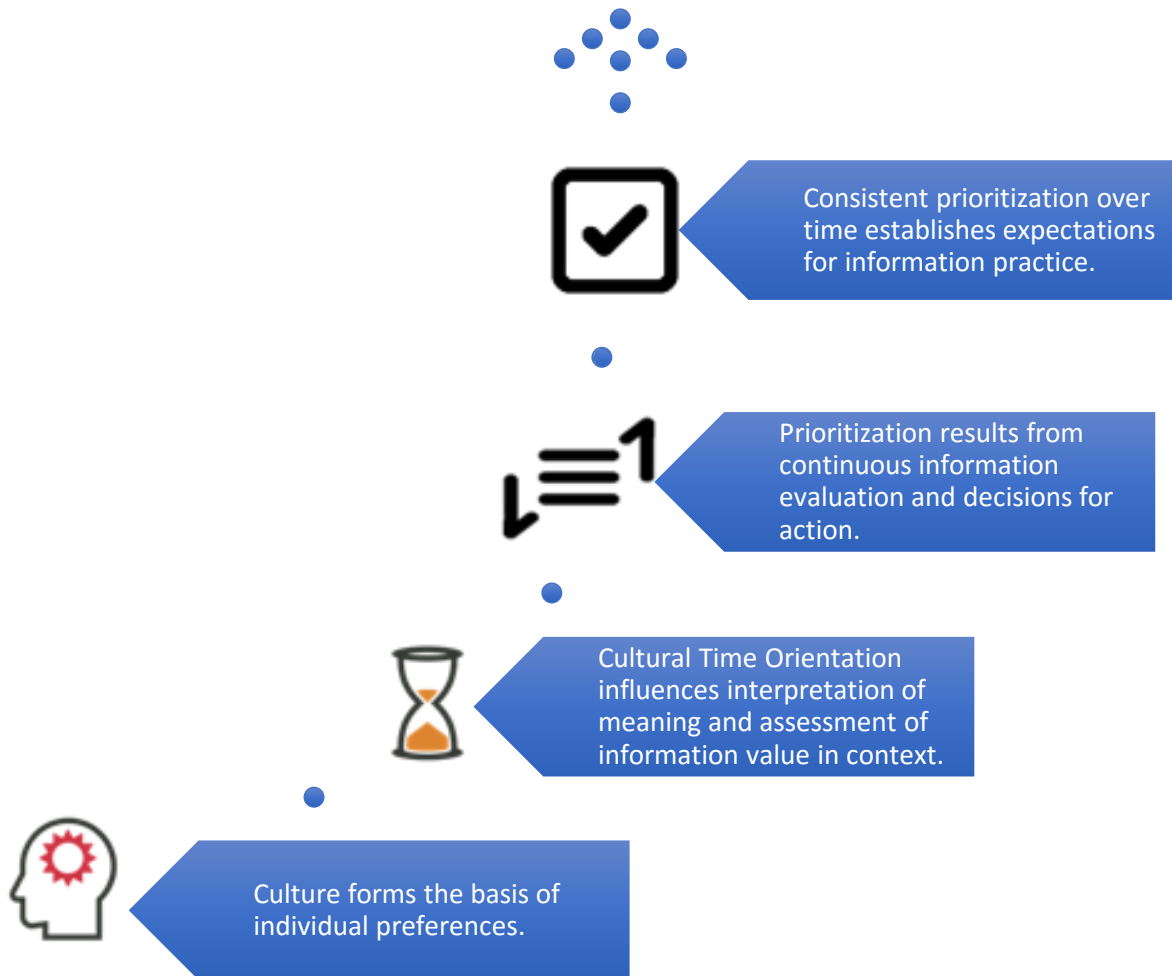 Consistent prioritization over
time establishes expectations
for information practice.
Prioritization results from
continuous information
evaluation and decisions for
action.
Cultural Time Orientation
influences interpretation of
meaning and assessment of
information value in context.
Culture forms the basis of
individual preferences.